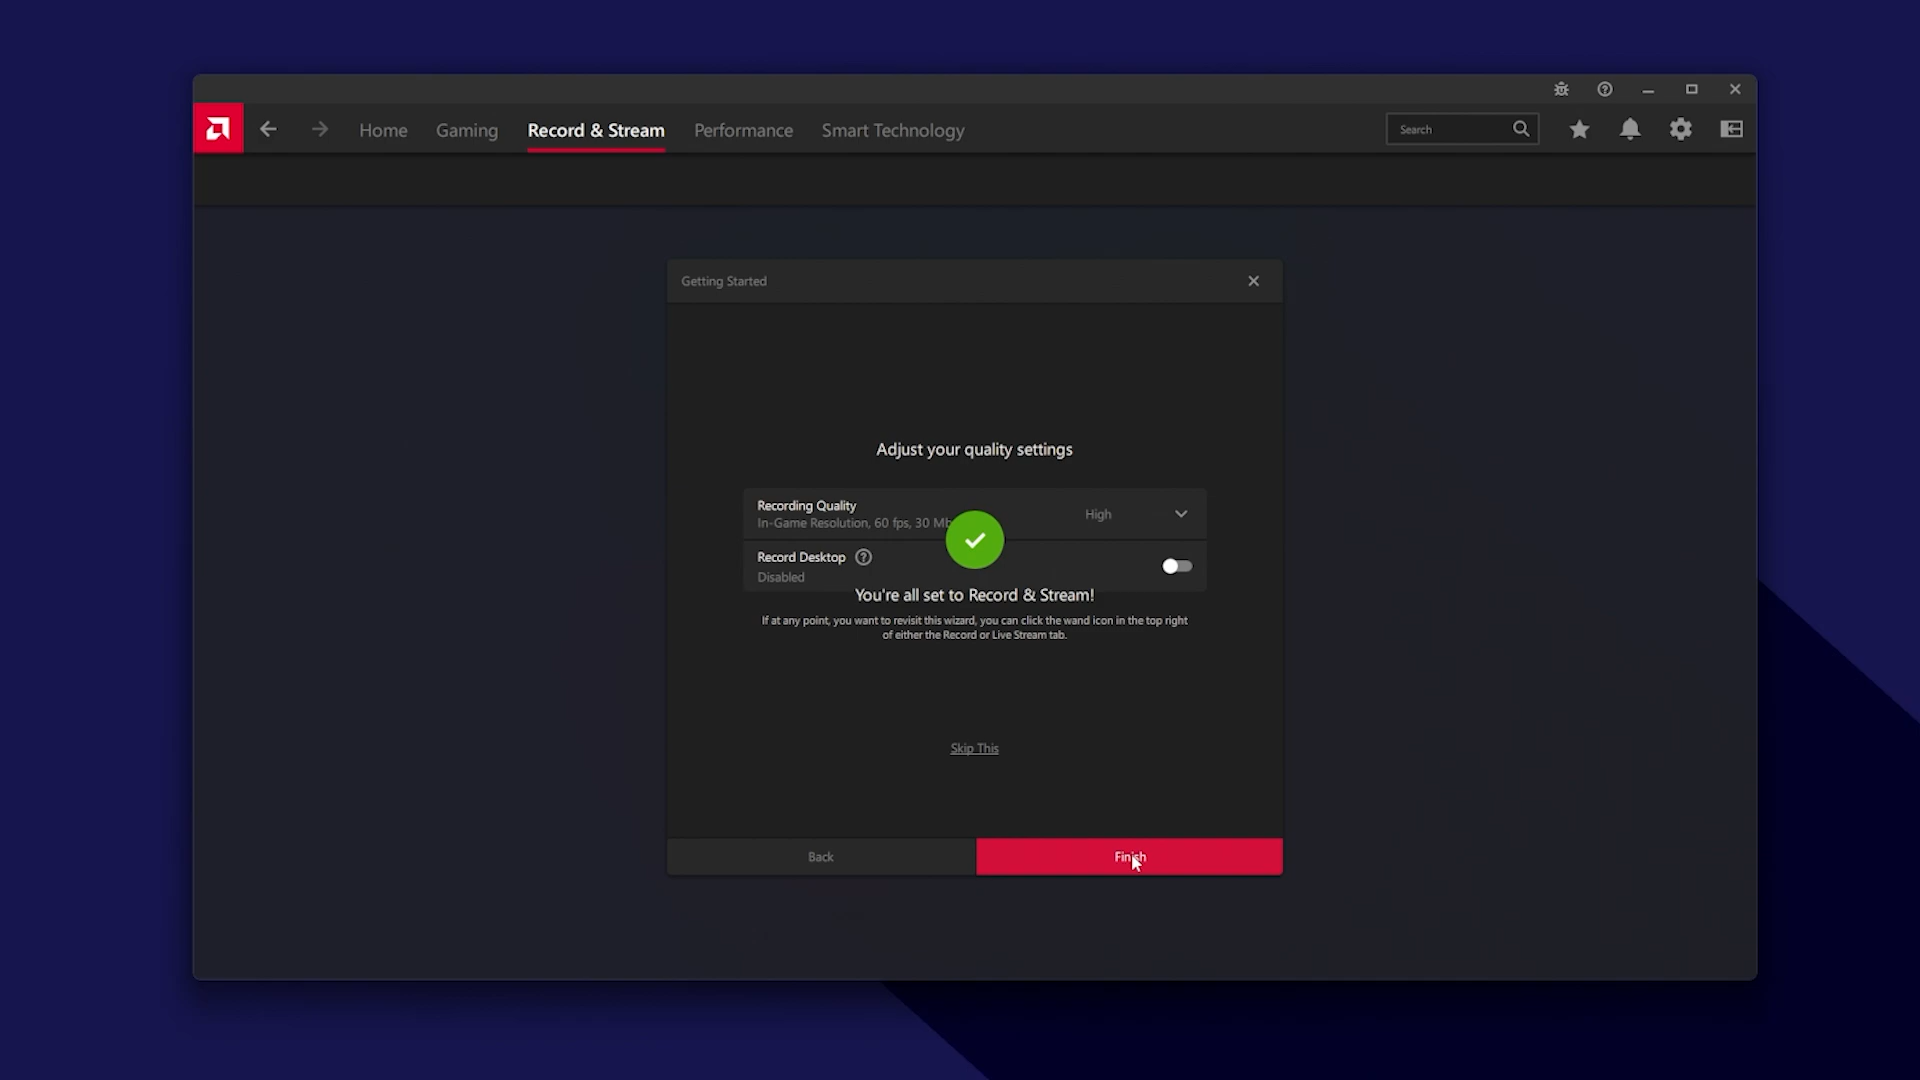 Home Gaming Record & Stream Performance Smart Technology Search
Getting Started
Adjust your quality settings
Recording Quality
In-Game Resolution, 60 fps, 30 Mb
High
Record Desktop
Disabled
You're all set to Record & Stream!
If at any point, you want to revisit this wizard, you can click the wand icon in the top right
of either the Record or Live Stream tab.
Skip This
Back Finish